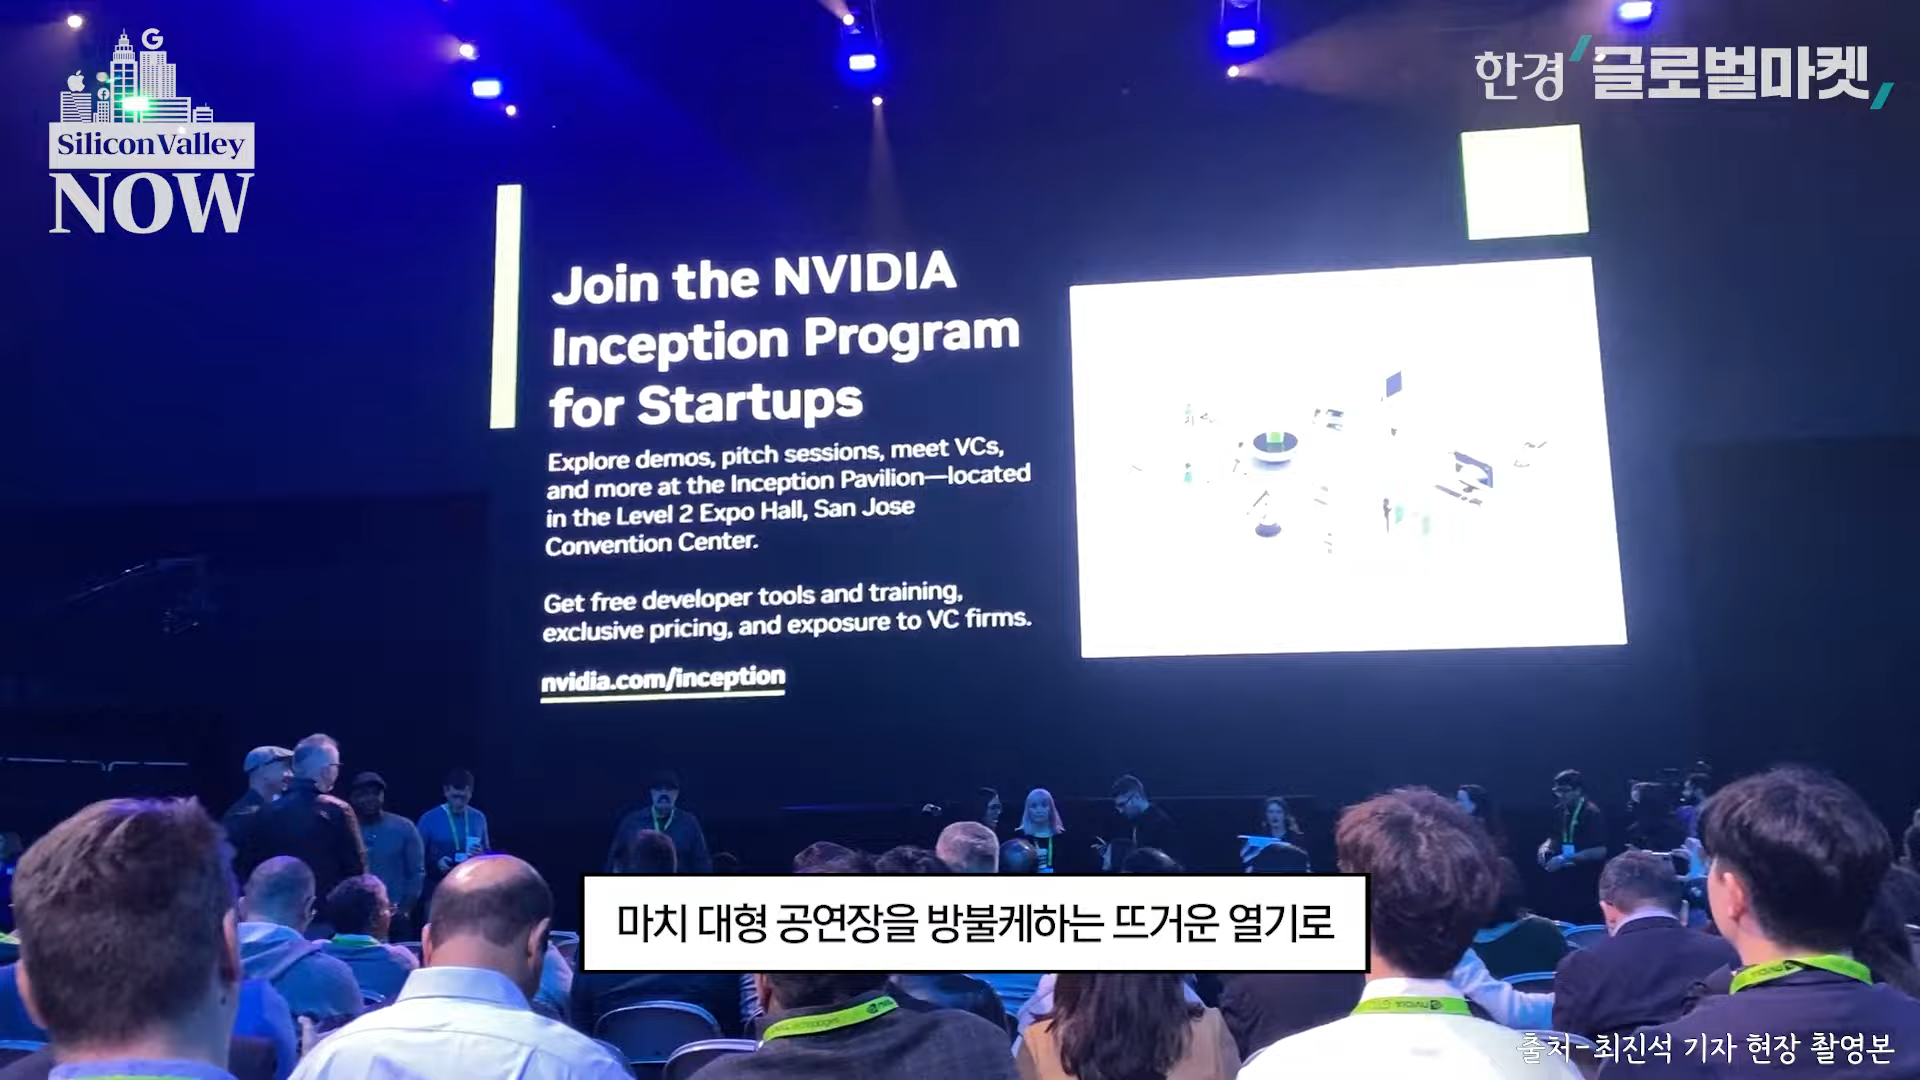 Silicon Valley
NOW
한경 글로벌마켓
Join the NVIDIA
Inception Program
for Startups
Explore demos, pitch sessions, meet VCs,
and more at the Inception Pavilion—located
in the Level 2 Expo Hall, San Jose
Convention Center.
Get free developer tools and training,
exclusive pricing, and exposure to VC firms.
nvidia.com/inception
마치 대형 공연장을 방불케하는 뜨거운 열기로
출처-최진석 기자 현장 촬영본